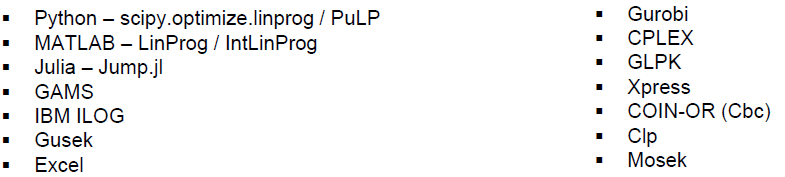 ▪ Python – scipy.optimize.linprog / PuLP
▪ MATLAB – LinProg / IntLinProg
▪ Julia – Jump.jl
▪ GAMS
▪ IBM ILOG
▪ Gusek
▪ Excel
▪ Gurobi
▪ CPLEX
▪ GLPK
▪ Xpress
▪ COIN-OR (Cbc)
▪ Clp
▪ Mosek